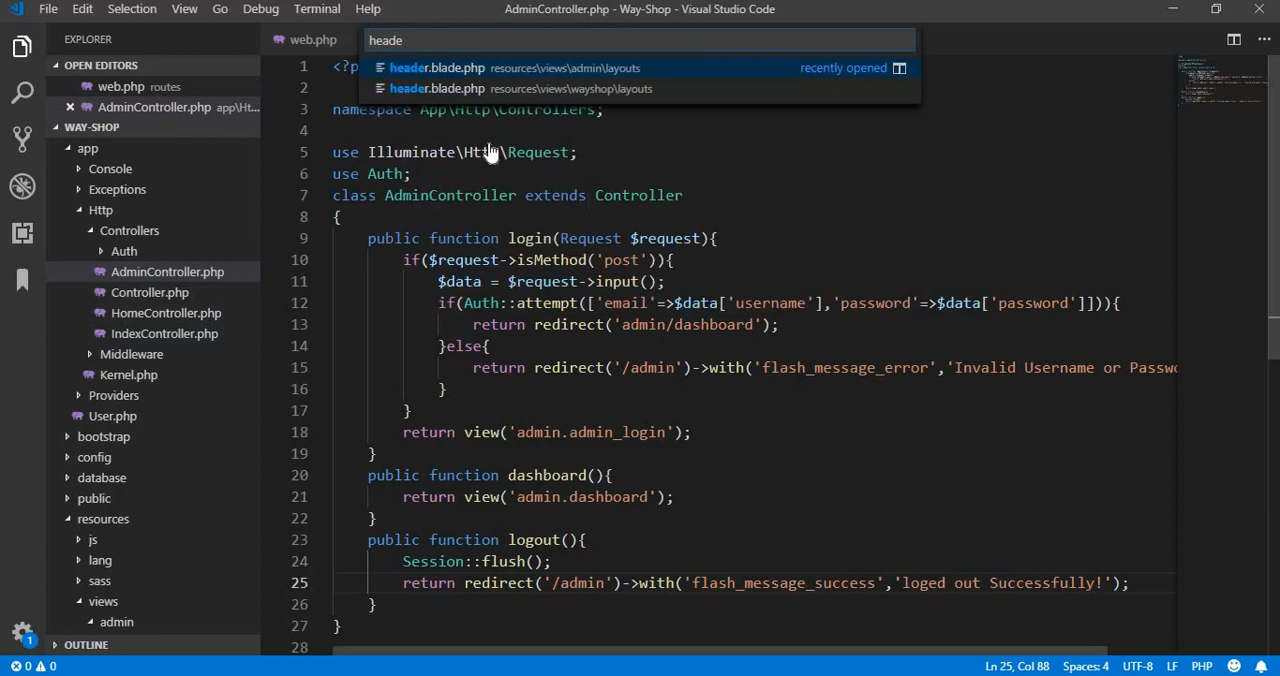 File Edit Selection View Go Debug Terminal Help AdminController.php - Way-Shop - Visual Studio Code
EXPLORER
OPEN EDITORS
web.php routes
AdminController.php app\Ht...
WAY-SHOP
app
Console
Exceptions
Http
Controllers
Auth
AdminController.php
Controller.php
HomeController.php
IndexController.php
Middleware
Kernel.php
Providers
User.php
bootstrap
config
database
public
resources
js
lang
sass
views
admin
OUTLINE
web.php
heade
header.blade.php resources\views\admin\layouts recently opened
header.blade.php resources\views\wayshop\layouts
1 <?p
2
3 namespace App\Http\Controllers;
4
5 use Illuminate\Http\Request;
6 use Auth;
7 class AdminController extends Controller
8 {
9 public function login(Request $request){
10 if($request->isMethod('post')){
11 $data = $request->input();
12 if(Auth::attempt(['email'=>$data['username'],'password'=>$data['password']])){
13 return redirect('admin/dashboard');
14 }else{
15 return redirect('/admin')->with('flash_message_error','Invalid Username or Passwo
16 }
17 }
18 return view('admin.admin_login');
19 }
20 public function dashboard(){
21 return view('admin.dashboard');
22 }
23 public function logout(){
24 Session::flush();
25 return redirect('/admin')->with('flash_message_success','loged out Successfully!');
26 }
27 }
28
1
0 0 Ln 25, Col 88 Spaces: 4 UTF-8 LF PHP